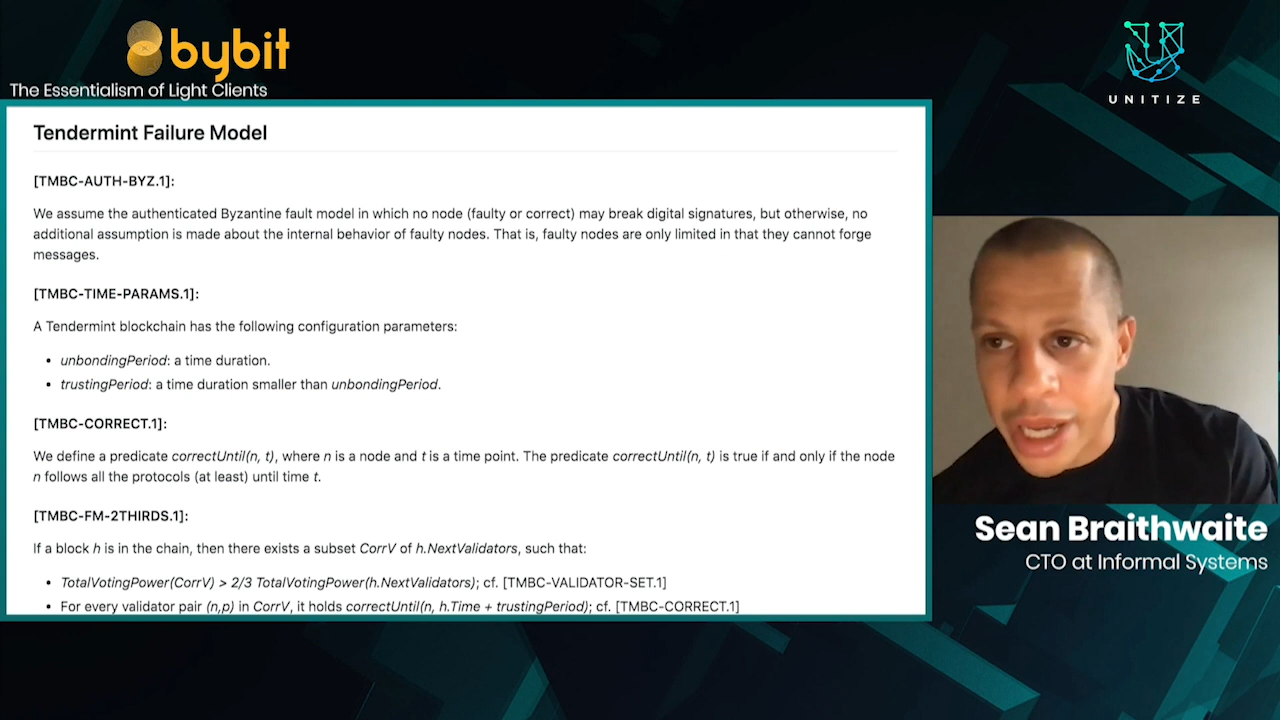 bybit
The Essentialism of Light Clients
UNITIZE
Tendermint Failure Model
[TMBC-AUTH-BYZ.1]:
We assume the authenticated Byzantine fault model in which no node (faulty or correct) may break digital signatures, but otherwise, no
additional assumption is made about the internal behavior of faulty nodes. That is, faulty nodes are only limited in that they cannot forge
messages.
[TMBC-TIME-PARAMS.1]:
A Tendermint blockchain has the following configuration parameters:
• unbondingPeriod: a time duration.
• trustingPeriod: a time duration smaller than unbondingPeriod.
[TMBC-CORRECT.1]:
We define a predicate correctUntil(n, t), where n is a node and t is a time point. The predicate correctUntil(n, t) is true if and only if the node
n follows all the protocols (at least) until time t.
[TMBC-FM-2THIRDS.1]:
If a block h is in the chain, then there exists a subset CorrV of h.NextValidators, such that:
• TotalVotingPower(CorrV) > 2/3 TotalVotingPower(h.NextValidators); cf. [TMBC-VALIDATOR-SET.1]
• For every validator pair (n,p) in CorrV, it holds correctUntil(n, h.Time + trustingPeriod); cf. [TMBC-CORRECT.1]
Sean Braithwaite
CTO at Informal Systems